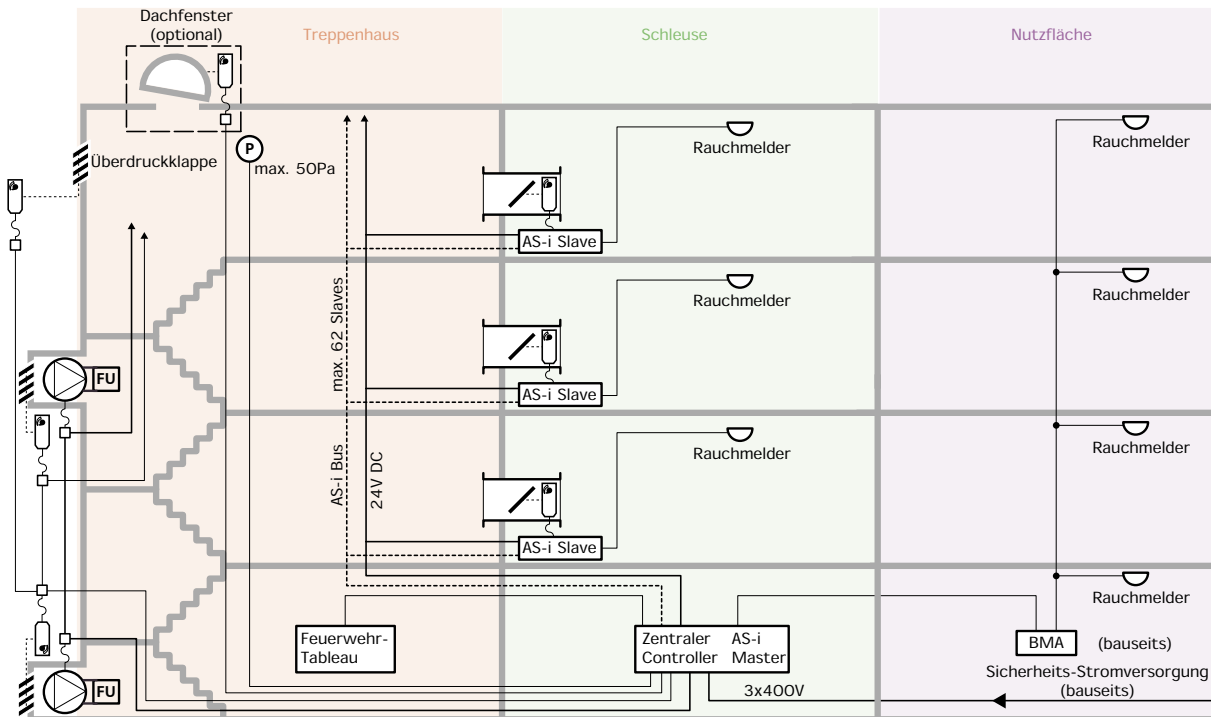 Dachfenster
(optional)
Treppenhaus
Schleuse
Nutzfläche
P
max. 50Pa
Überdruckklappe
Rauchmelder
Rauchmelder
AS-i Slave
Rauchmelder
Rauchmelder
AS-i Slave
max. 62 Slaves
FU
Rauchmelder
Rauchmelder
AS-i Slave
AS-i Bus
24V DC
Rauchmelder
Feuerwehr-
Tableau
Zentraler
Controller
AS-i
Master
BMA
(bauseits)
Sicherheits-Stromversorgung
(bauseits)
3x400V
FU